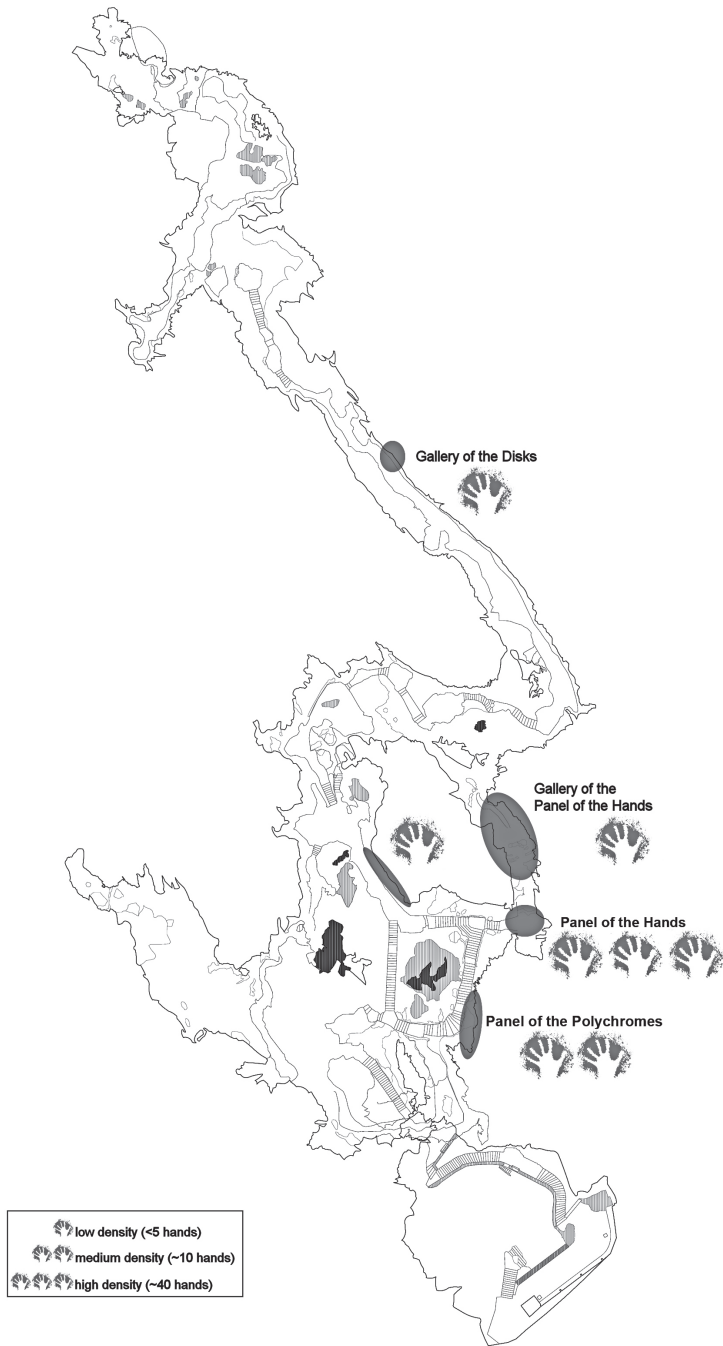 Gallery of the Disks
Gallery of the
Panel of the Hands
Panel of the Hands
Panel of the Polychromes
low density (<5 hands)
medium density (~10 hands)
high density (~40 hands)